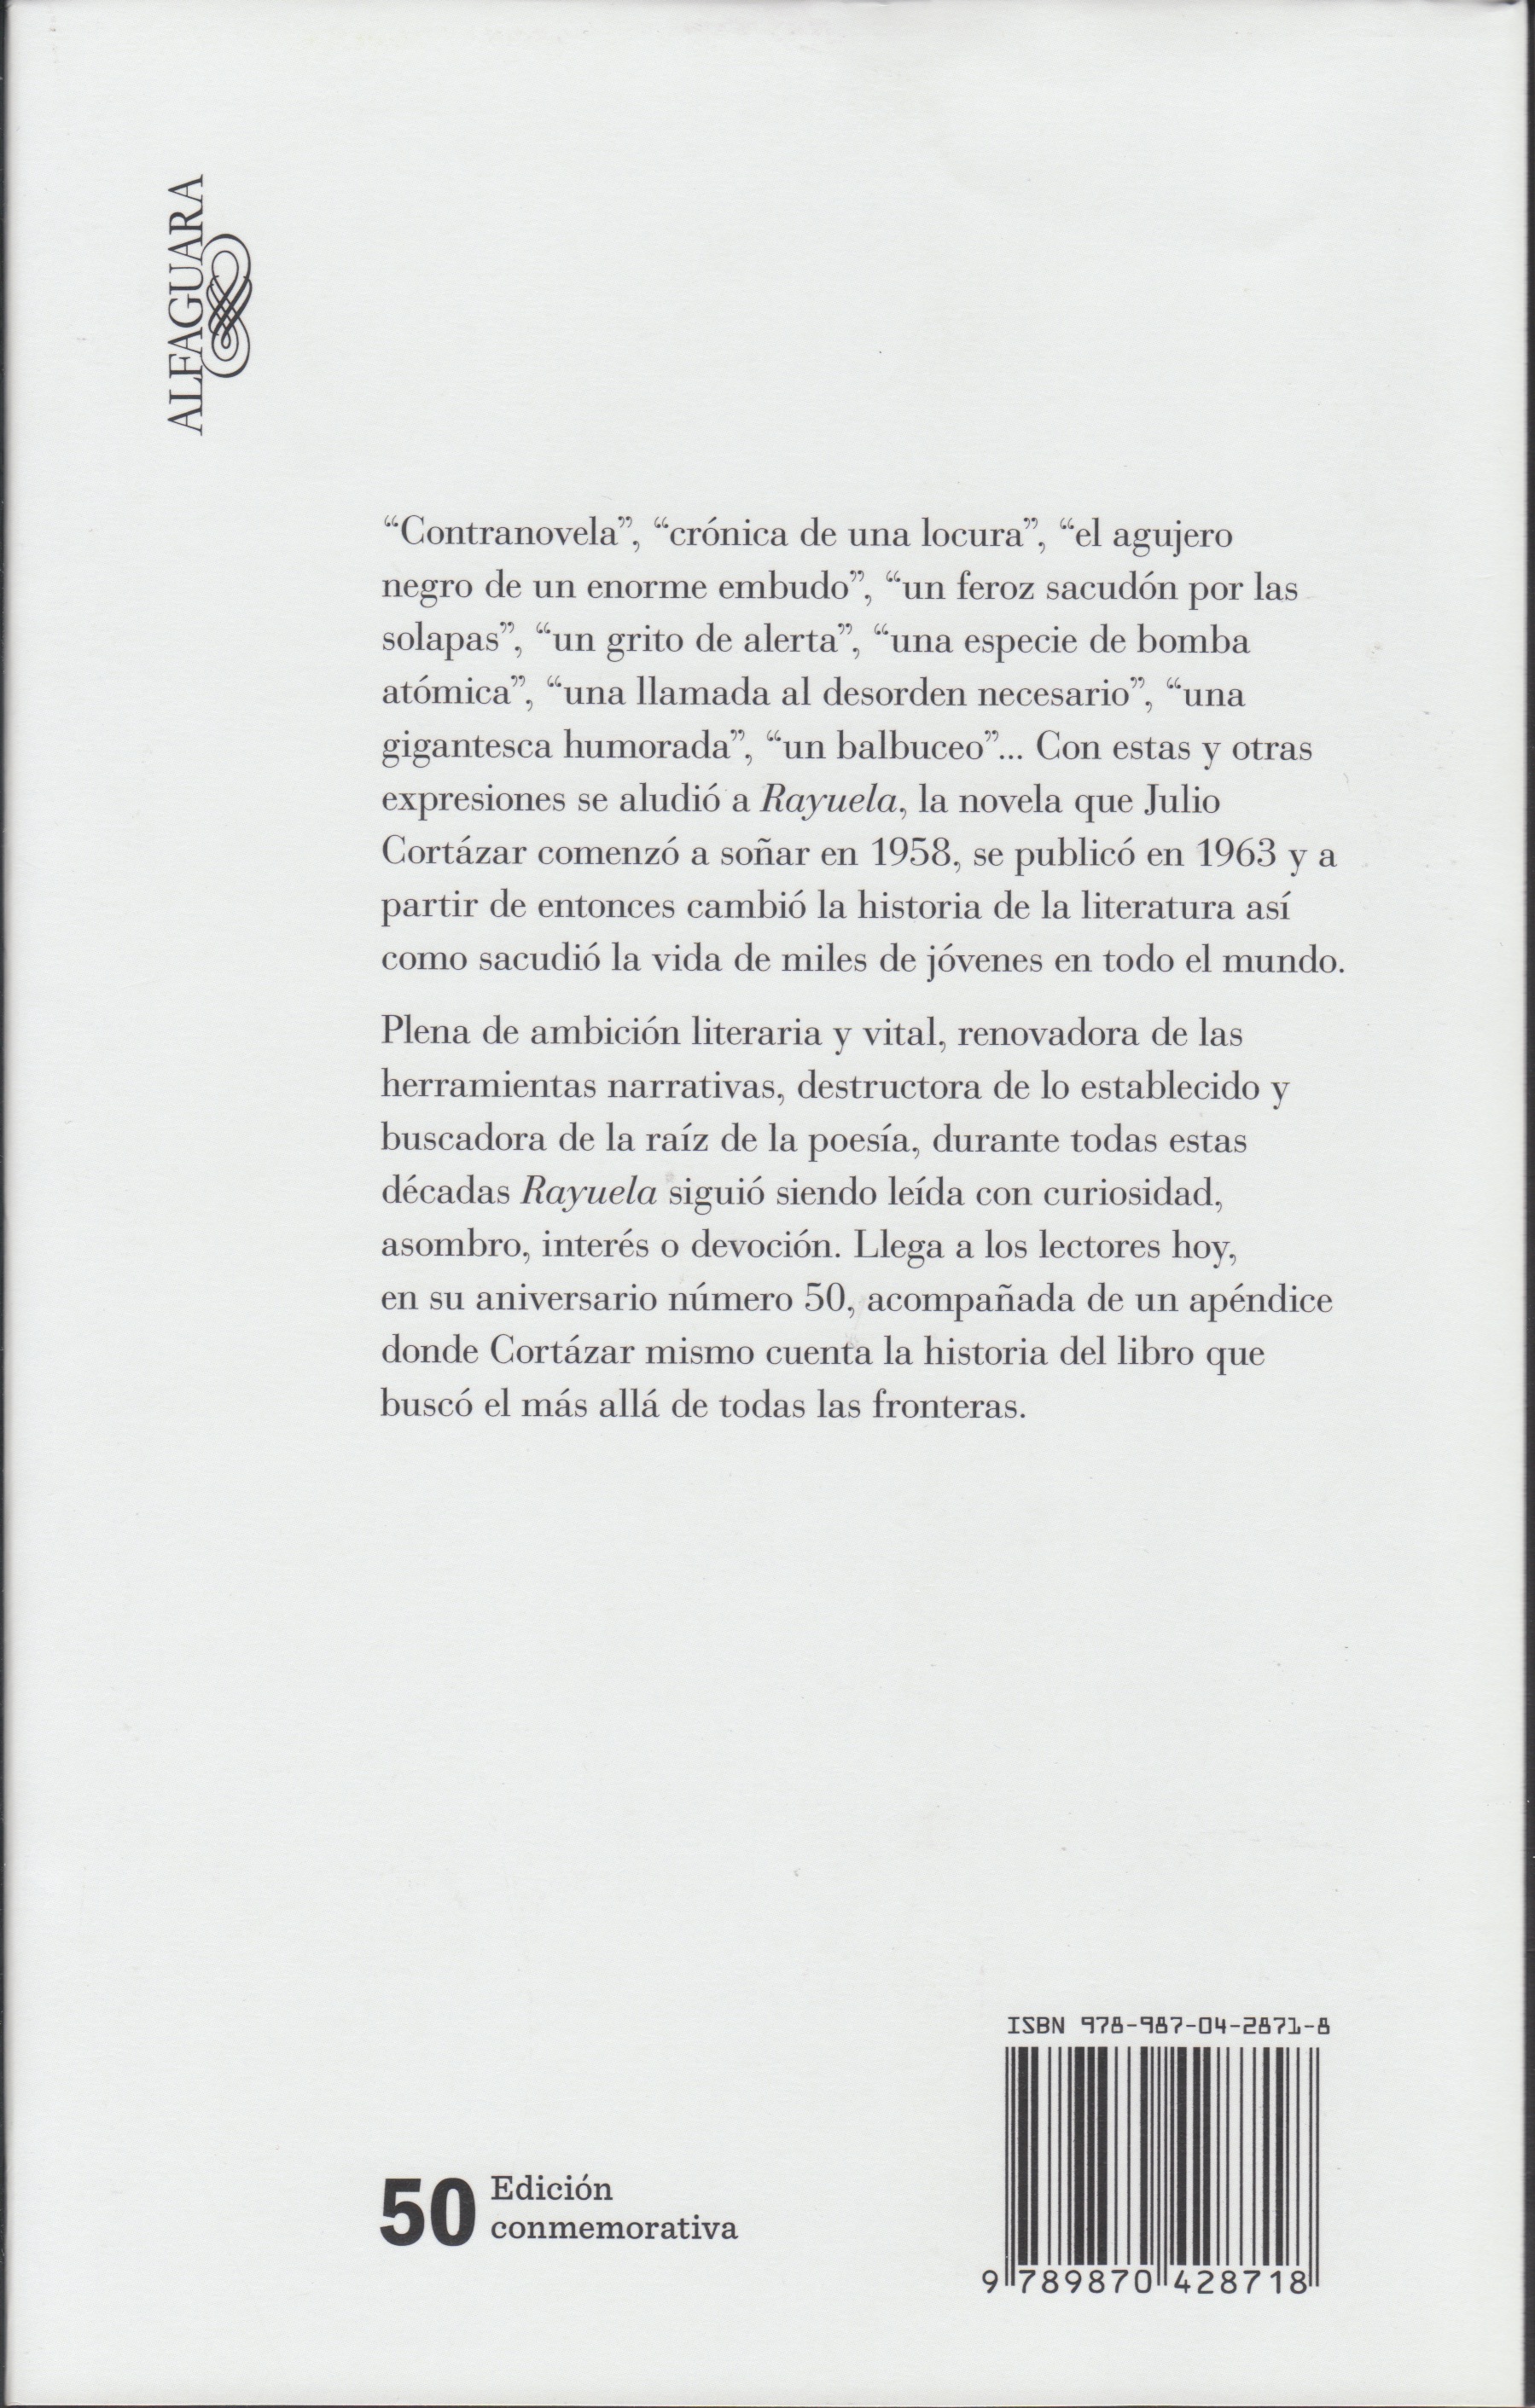 ALFAGUARA
“Contranovela”, “crónica de una locura”, “el agujero
negro de un enorme embudo”, “un feroz sacudón por las
solapas”, “un grito de alerta”, “una especie de bomba
atómica”, “una llamada al desorden necesario”, “una
gigantesca humorada”, “un balbuceo”... Con estas y otras
expresiones se aludió a Rayuela, la novela que Julio
Cortázar comenzó a soñar en 1958, se publicó en 1963 y a
partir de entonces cambió la historia de la literatura así
como sacudió la vida de miles de jóvenes en todo el mundo.
Plena de ambición literaria y vital, renovadora de las
herramientas narrativas, destructora de lo establecido y
buscadora de la raíz de la poesía, durante todas estas
décadas Rayuela siguió siendo leída con curiosidad,
asombro, interés o devoción. Llega a los lectores hoy,
en su aniversario número 50, acompañada de un apéndice
donde Cortázar mismo cuenta la historia del libro que
buscó el más allá de todas las fronteras.
50 Edición
conmemorativa
ISBN 978-987-04-2871-8
9 789870 428718